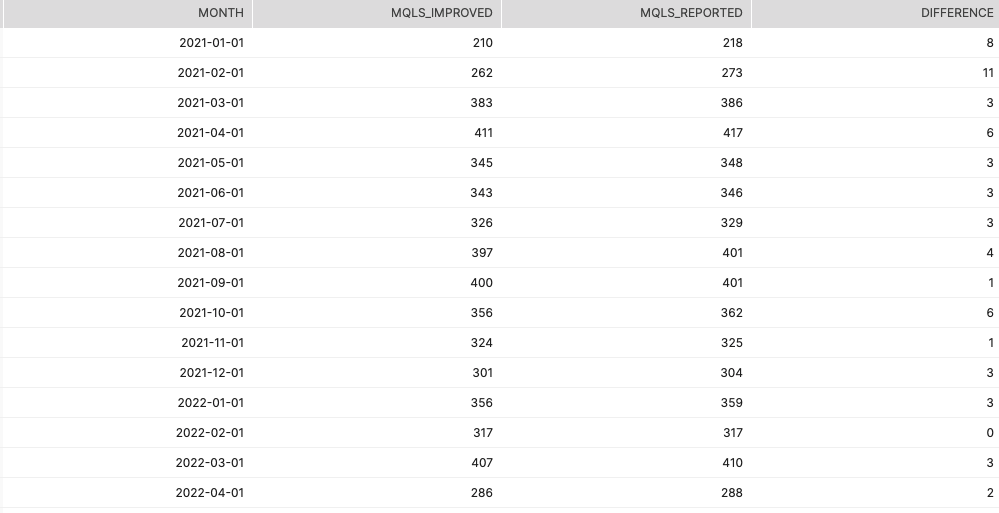 MONTH MQLS_IMPROVED MQLS_REPORTED DIFFERENCE
2021-01-01 210 218 8
2021-02-01 262 273 11
2021-03-01 383 386 3
2021-04-01 411 417 6
2021-05-01 345 348 3
2021-06-01 343 346 3
2021-07-01 326 329 3
2021-08-01 397 401 4
2021-09-01 400 401 1
2021-10-01 356 362 6
2021-11-01 324 325 1
2021-12-01 301 304 3
2022-01-01 356 359 3
2022-02-01 317 317 0
2022-03-01 407 410 3
2022-04-01 286 288 2